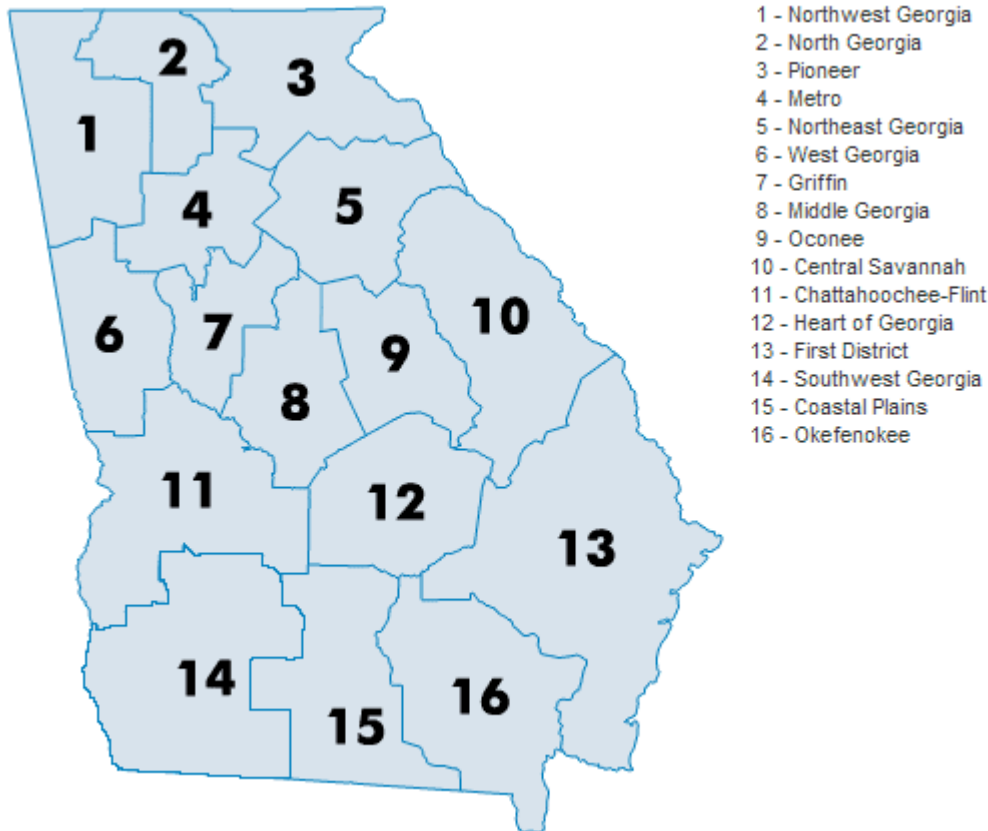 1 - Northwest Georgia
2 - North Georgia
3 - Pioneer
4 - Metro
5 - Northeast Georgia
6 - West Georgia
7 - Griffin
8 - Middle Georgia
9 - Oconee
10 - Central Savannah
11 - Chattahoochee-Flint
12 - Heart of Georgia
13 - First District
14 - Southwest Georgia
15 - Coastal Plains
16 - Okefenokee
2
3
1
4
5
10
6
7
9
8
11
12
13
14
16
15